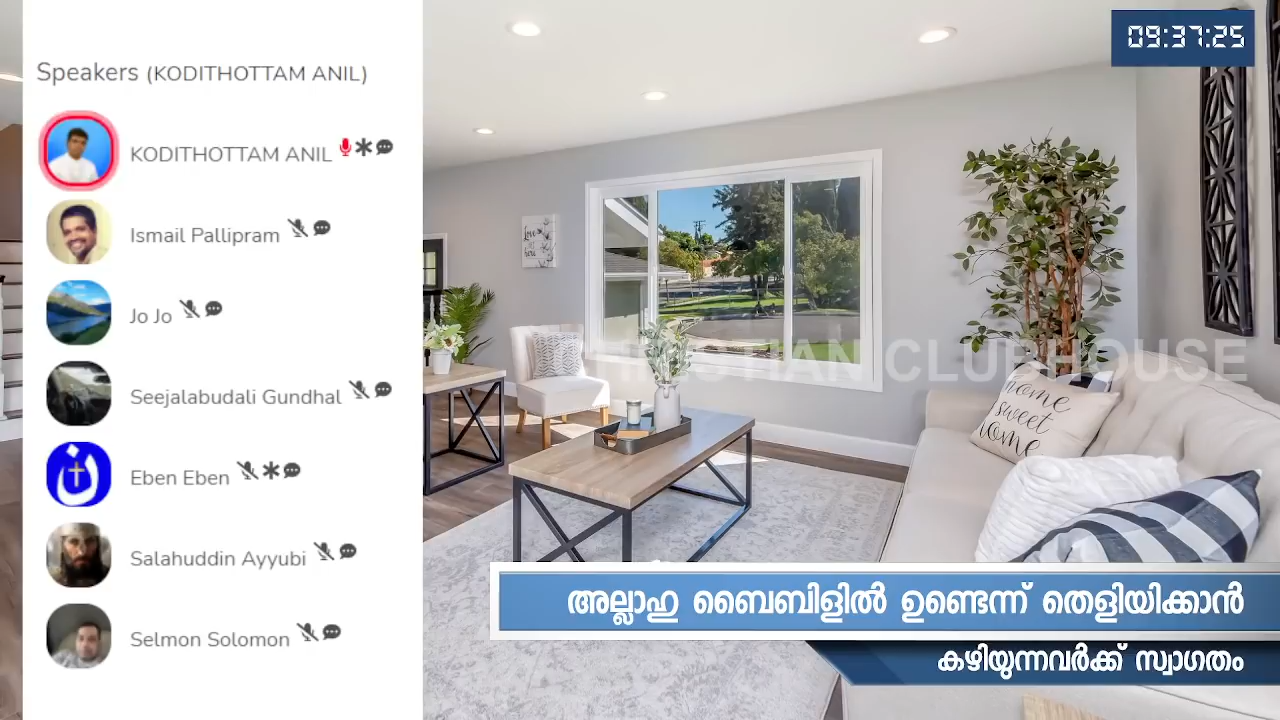 Speakers (KODITHOTTAM ANIL)
09:37:25
KODITHOTTAM ANIL
Ismail Pallipram
Jo Jo
CHRISTIAN CLUBHOUSE
Seejalabudali Gundhal
home
sweet
home
Eben Eben
Salahuddin Ayyubi
അല്ലാഹു ബൈബിളിൽ ഉണ്ടെന്ന് തെളിയിക്കാൻ
Selmon Solomon
കഴിയുന്നവർക്ക് സ്വാഗതം